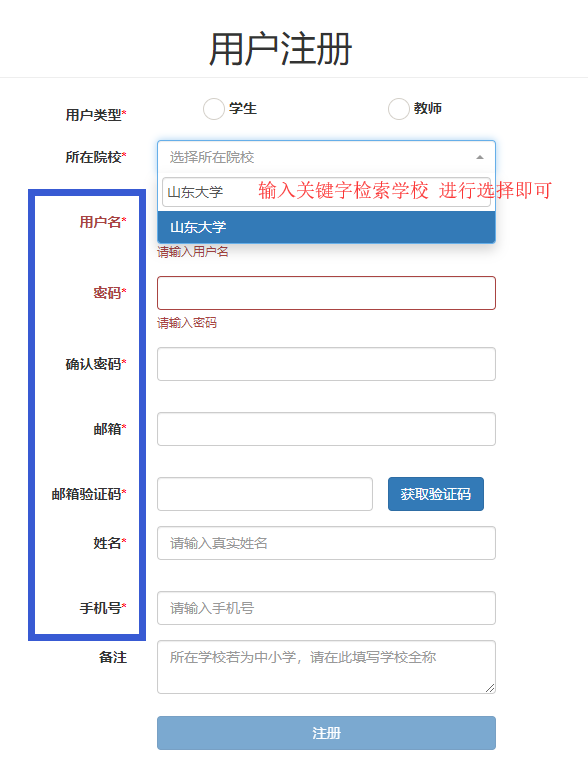 用户注册
用户类型* 学生 教师
所在院校* 选择所在院校
山东大学 输入关键字检索学校 进行选择即可
山东大学
用户名*
请输入用户名
密码*
请输入密码
确认密码*
邮箱*
邮箱验证码* 获取验证码
姓名* 请输入真实姓名
手机号* 请输入手机号
备注 所在学校若为中小学，请在此填写学校全称
注册